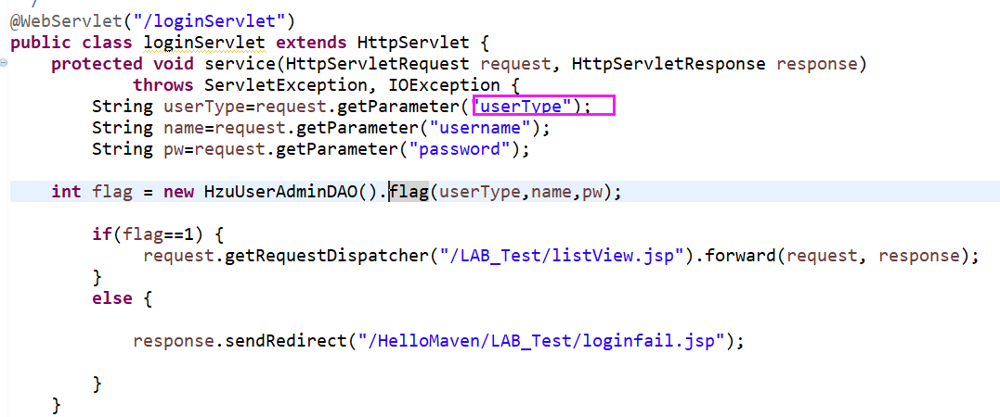 */
@WebServlet("/loginServlet")
public class loginServlet extends HttpServlet {
    protected void service(HttpServletRequest request, HttpServletResponse response)
            throws ServletException, IOException {
        String userType=request.getParameter("userType");
        String name=request.getParameter("username");
        String pw=request.getParameter("password");
    int flag = new HzuUserAdminDAO().flag(userType,name,pw);
        if(flag==1) {
             request.getRequestDispatcher("/LAB_Test/listView.jsp").forward(request, response);
        }
        else {
            response.sendRedirect("/HelloMaven/LAB_Test/loginfail.jsp");
        }
    }